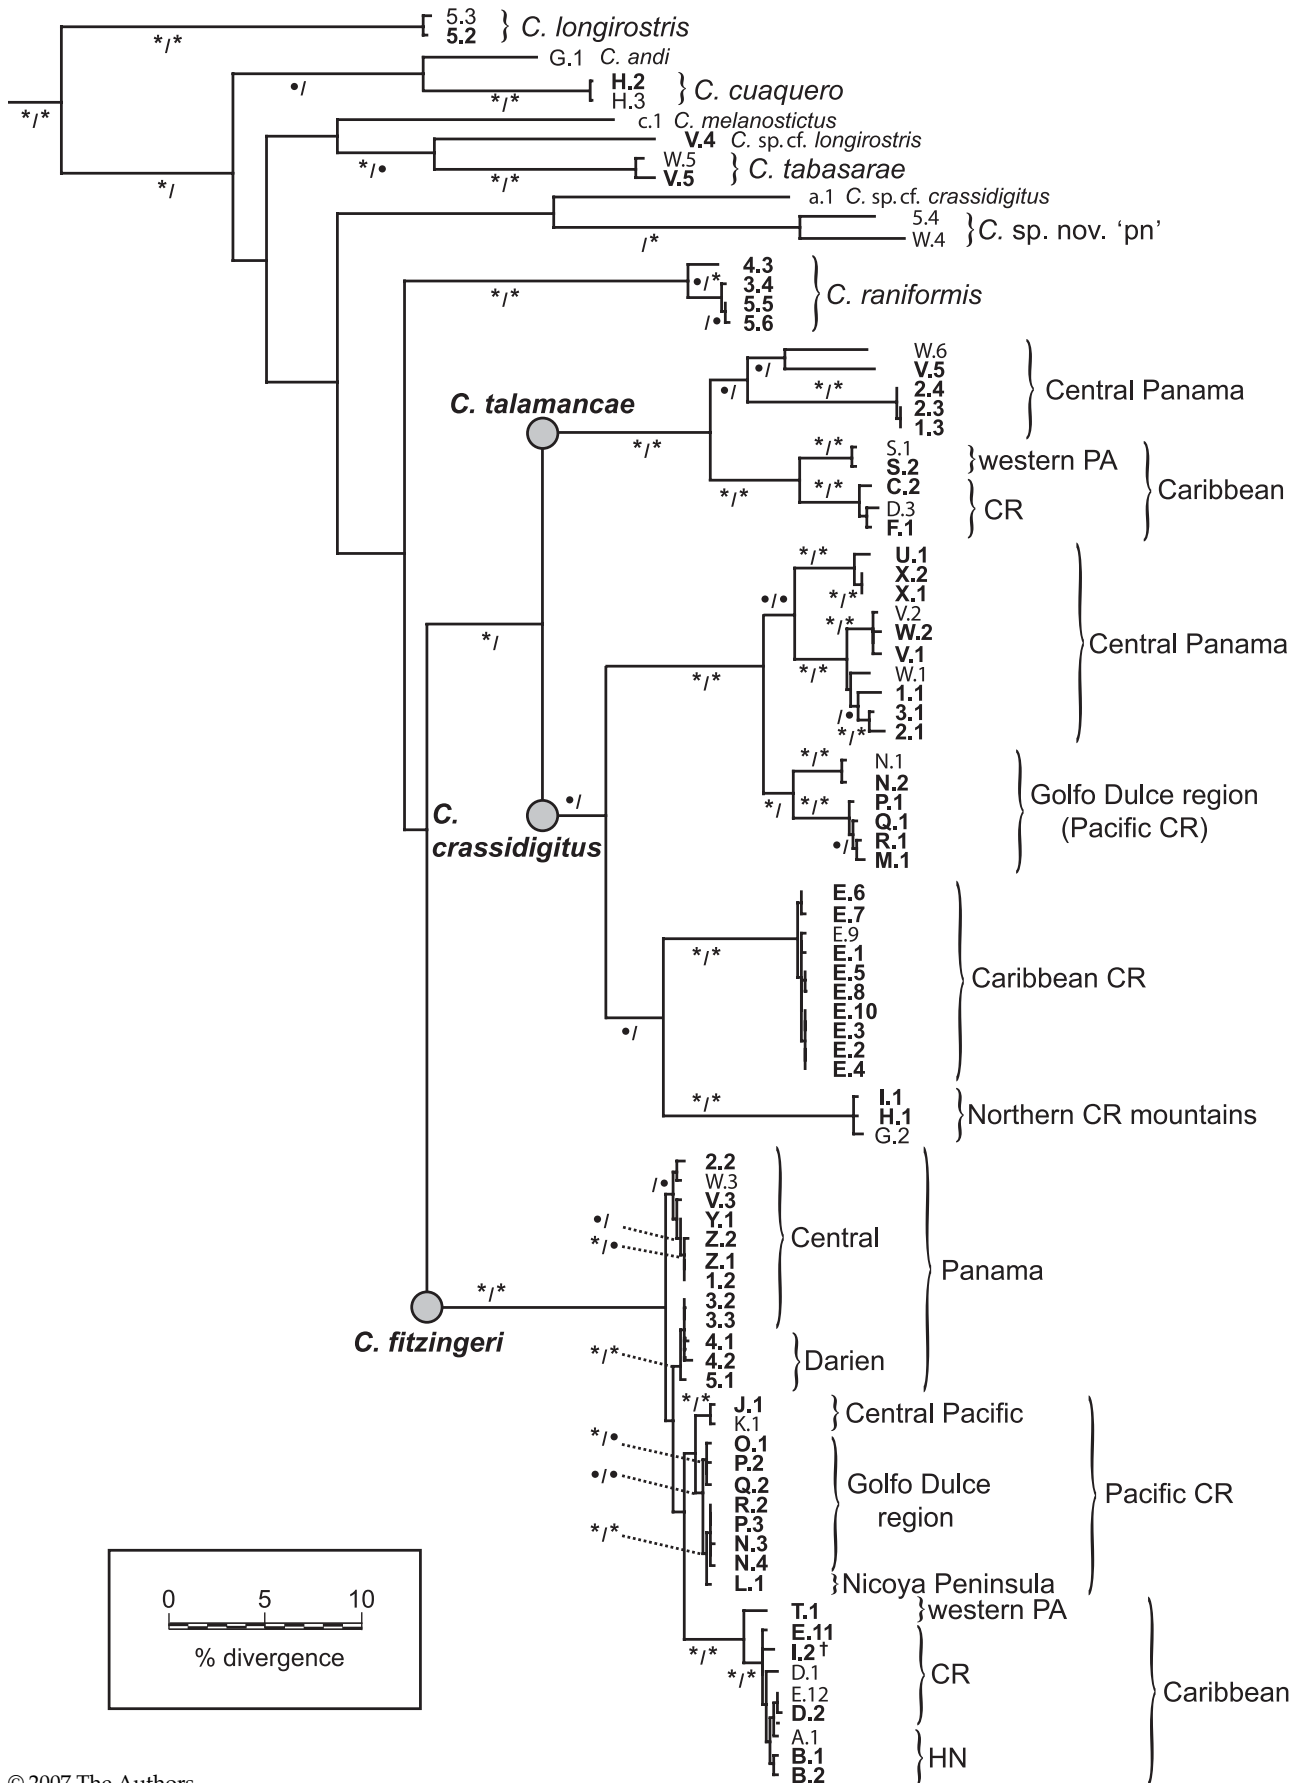 5.3
5.2
} C. longirostris
*/*
G.1 C. andi
•/
H.2
H.3
} C. cuaquero
*/*
*/*
c.1 C. melanostictus
V.4 C. sp. cf. longirostris
*/•
W.5
V.5
} C. tabasarae
*/*
*/
a.1 C. sp. cf. crassidigitus
5.4
W.4
} C. sp. nov. 'pn'
/*
4.3
3.4
5.5
5.6
} C. raniformis
•/*
*/*
/•
W.6
V.5
2.4
2.3
1.3
Central Panama
•/
•/
*/*
C. talamancae
*/*
S.1
S.2
} western PA
C.2
D.3
F.1
CR
Caribbean
*/*
*/*
*/*
U.1
X.2
X.1
V.2
W.2
V.1
W.1
1.1
3.1
2.1
Central Panama
*/*
*/*
•/•
*/*
*/*
/•
*/*
*/
*/*
N.1
N.2
P.1
Q.1
R.1
M.1
Golfo Dulce region
(Pacific CR)
*/*
*/
*/*
•/
•/
C.
crassidigitus
E.6
E.7
E.9
E.1
E.5
E.8
E.10
E.3
E.2
E.4
Caribbean CR
*/*
•/
I.1
H.1
G.2
Northern CR mountains
*/*
2.2
W.3
V.3
Y.1
Z.2
Z.1
1.2
3.2
3.3
Central
4.1
4.2
5.1
Darien
Panama
/•
•/
*/•
*/*
*/*
C. fitzingeri
J.1
K.1
} Central Pacific
O.1
P.2
Q.2
R.2
P.3
N.3
N.4
Golfo Dulce
region
L.1
} Nicoya Peninsula
Pacific CR
*/*
*/•
•/•
*/*
T.1
} western PA
E.11
I.2†
D.1
E.12
D.2
CR
A.1
B.1
B.2
HN
Caribbean
*/*
*/*
0 5 10
% divergence
© 2007 The Authors